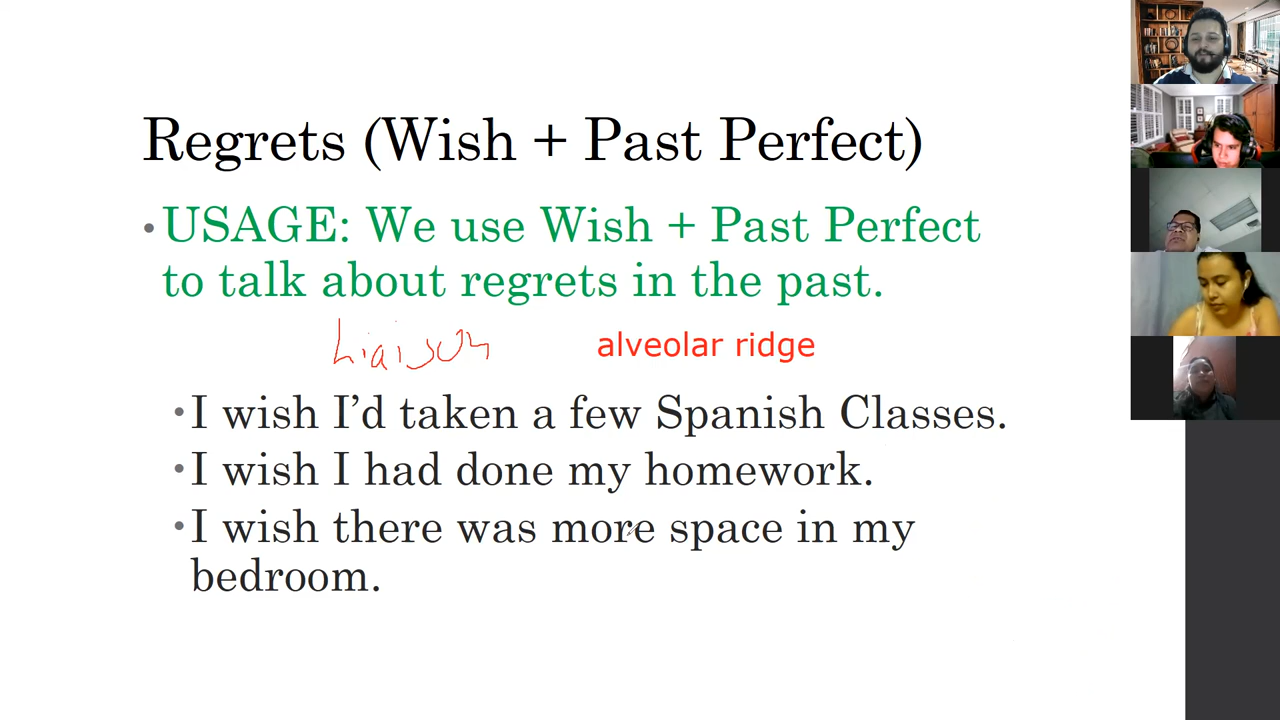 Regrets (Wish + Past Perfect)
• USAGE: We use Wish + Past Perfect
to talk about regrets in the past.
Liaison alveolar ridge
• I wish I’d taken a few Spanish Classes.
• I wish I had done my homework.
• I wish there was more space in my
bedroom.